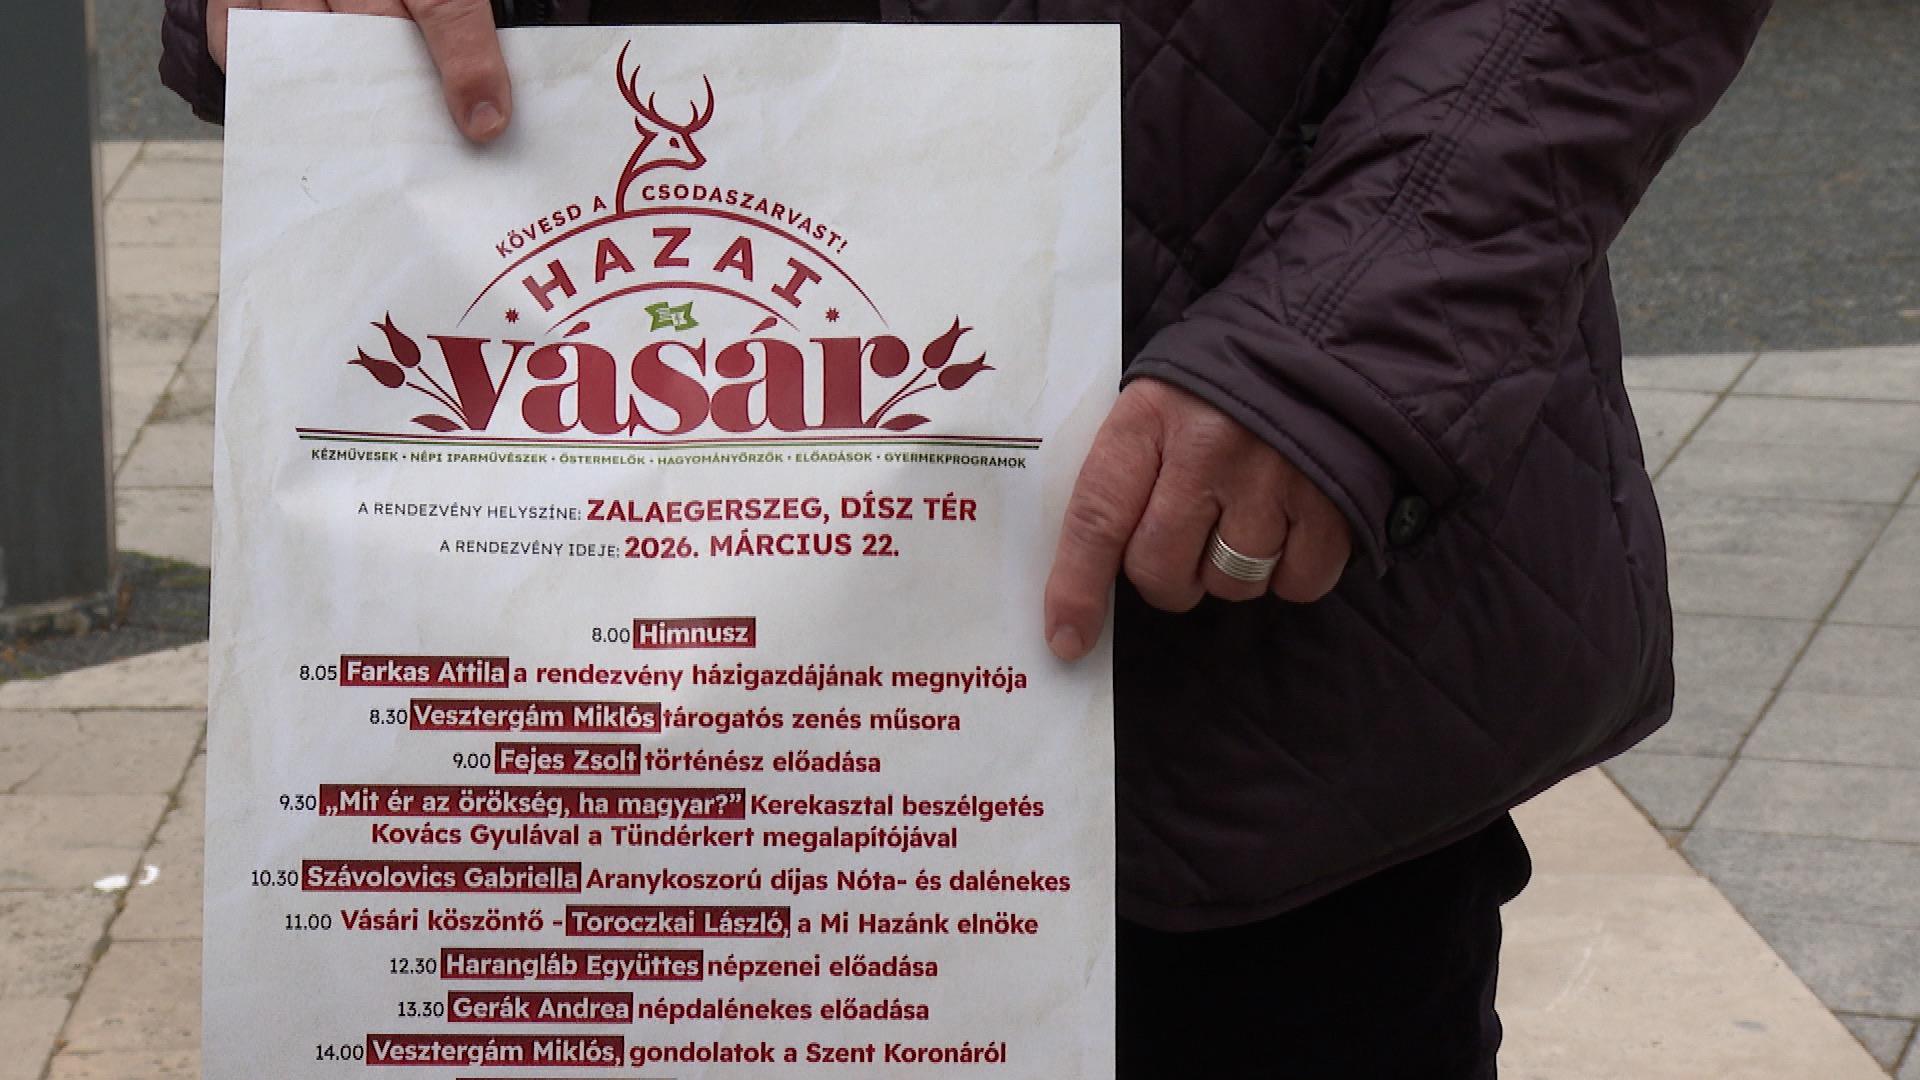 KÖVESD A CSODASZARVAST!
HAZAI
vásár
KÉZMŰVESEK • NÉPI IPARMŰVÉSZEK • ŐSTERMELŐK • HAGYOMÁNYŐRZŐK • ELŐADÁSOK • GYERMEKPROGRAMOK
A RENDEZVÉNY HELYSZÍNE: ZALAEGERSZEG, DÍSZ TÉR
A RENDEZVÉNY IDEJE: 2026. MÁRCIUS 22.
8.00 Himnusz
8.05 Farkas Attila a rendezvény házigazdájának megnyitója
8.30 Vesztergám Miklós tárogatós zenés műsora
9.00 Fejes Zsolt történész előadása
9.30 „Mit ér az örökség, ha magyar?” Kerekasztal beszélgetés
Kovács Gyulával a Tündérkert megalapítójával
10.30 Szávolovics Gabriella Aranykoszorú díjas Nóta- és dalénekes
11.00 Vásári köszöntő - Toroczkai László, a Mi Hazánk elnöke
12.30 Harangláb Együttes népzenei előadása
13.30 Gerák Andrea népdalénekes előadása
14.00 Vesztergám Miklós, gondolatok a Szent Koronáról